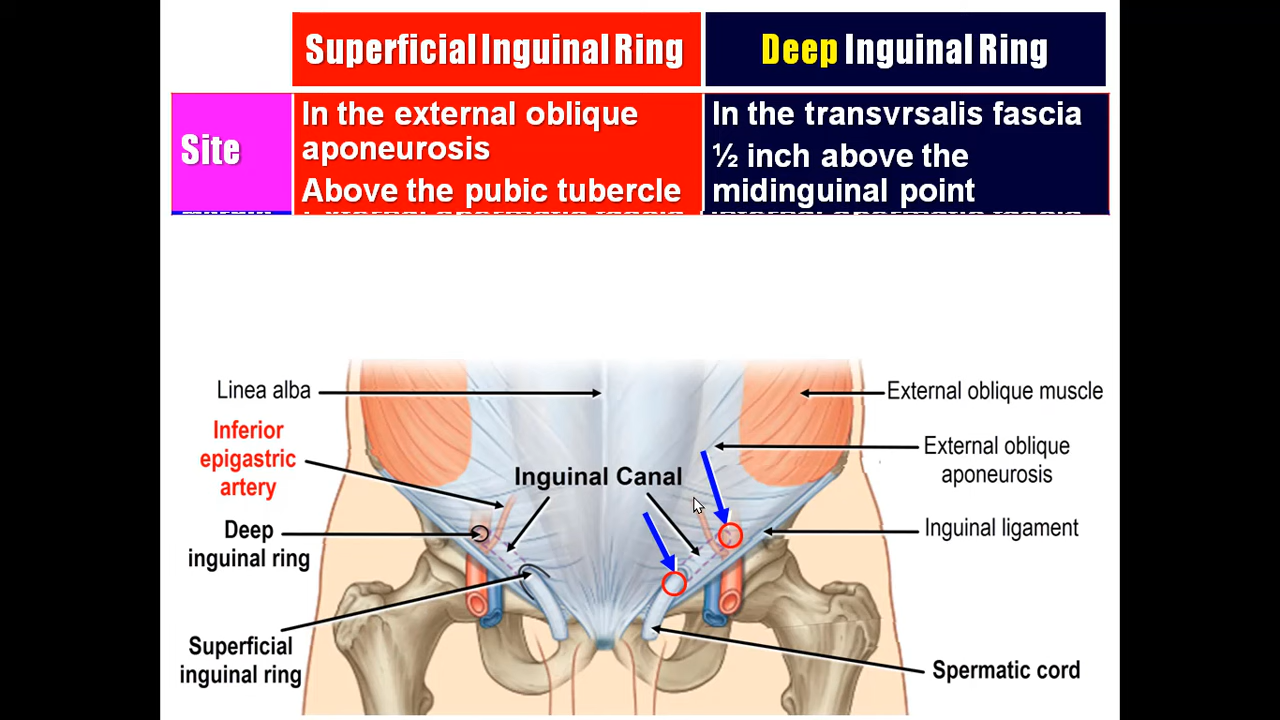 Superficial Inguinal Ring
Deep Inguinal Ring
Site
In the external oblique
aponeurosis
Above the pubic tubercle
In the transvrsalis fascia
½ inch above the
midinguinal point
Linea alba
Inferior
epigastric
artery
Deep
inguinal ring
Superficial
inguinal ring
Inguinal Canal
External oblique muscle
External oblique
aponeurosis
Inguinal ligament
Spermatic cord